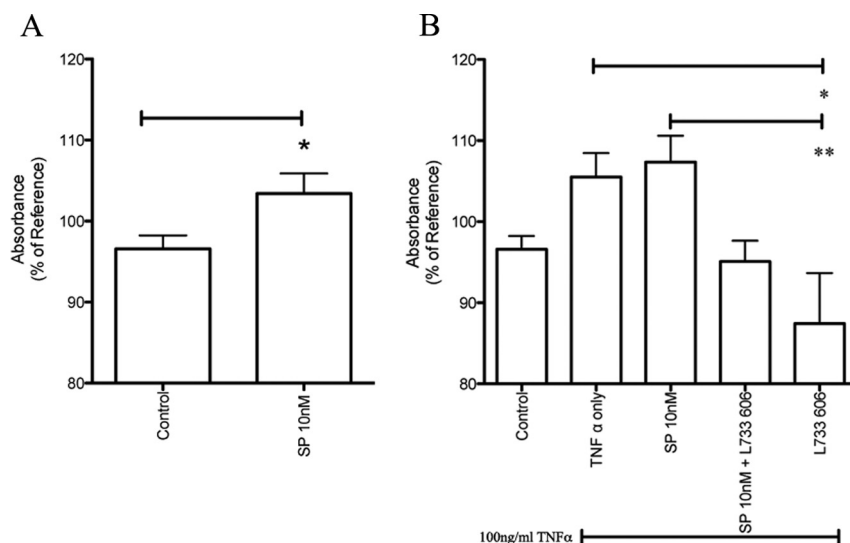 A
Absorbance
(% of Reference)
120
110
100
90
80
*
Control
SP 10nM
B
Absorbance
(% of Reference)
120
110
100
90
80
*
**
Control
TNF α only
SP 10nM
SP 10nM + L733 606
L733 606
100ng/ml TNFα